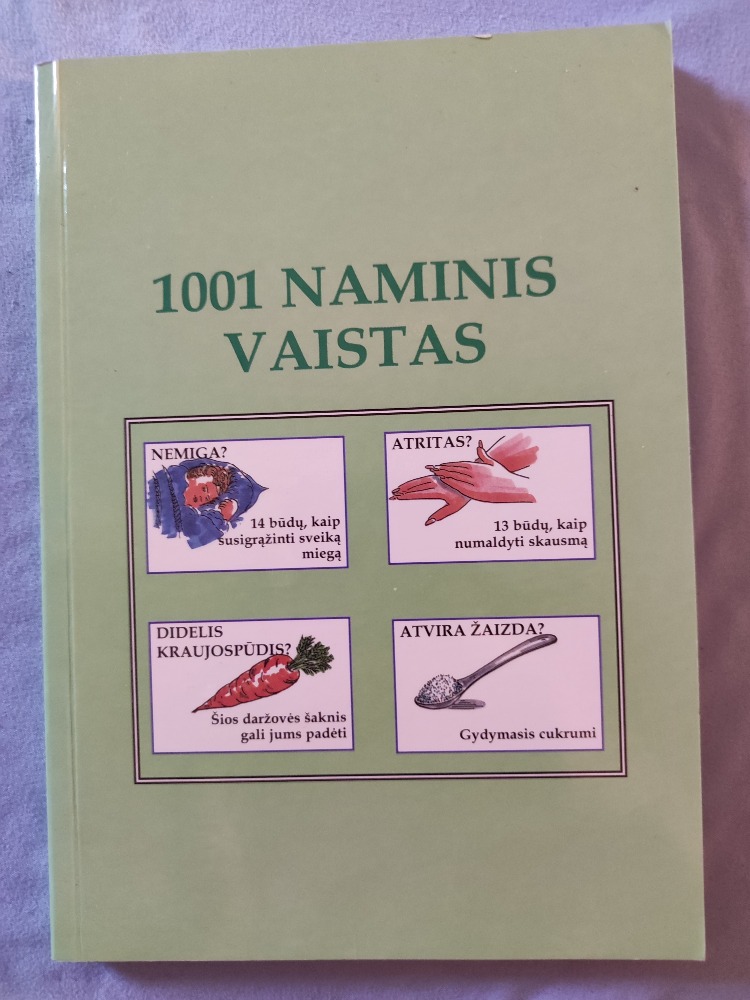 1001 NAMINIS
VAISTAS
NEMIGA?
14 būdų, kaip
susigrąžinti sveiką
miegą
ATRITAS?
13 būdų, kaip
numaldyti skausmą
DIDELIS
KRAUJOSPŪDIS?
Šios daržovės šaknis
gali jums padėti
ATVIRA ŽAIZDA?
Gydymasis cukrumi